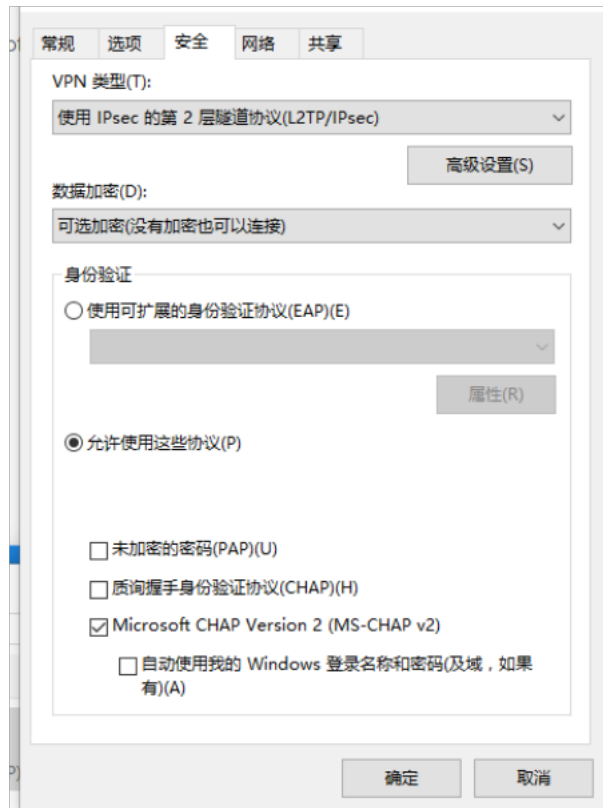 常规 选项 安全 网络 共享
VPN 类型(T):
使用 IPsec 的第 2 层隧道协议(L2TP/IPsec)
高级设置(S)
数据加密(D):
可选加密(没有加密也可以连接)
身份验证
使用可扩展的身份验证协议(EAP)(E)
属性(R)
允许使用这些协议(P)
未加密的密码(PAP)(U)
质询握手身份验证协议(CHAP)(H)
Microsoft CHAP Version 2 (MS-CHAP v2)
自动使用我的 Windows 登录名称和密码(及域，如果
有)(A)
确定 取消